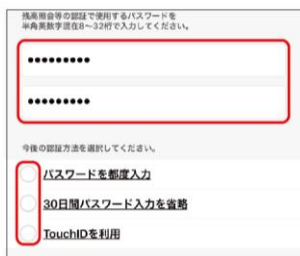 残高照会等の認証で使用するパスワードを
半角英数字混在8〜32桁で入力してください。
•••••••••
•••••••••
今後の認証方法を選択してください。
パスワードを都度入力
30日間パスワード入力を省略
TouchIDを利用